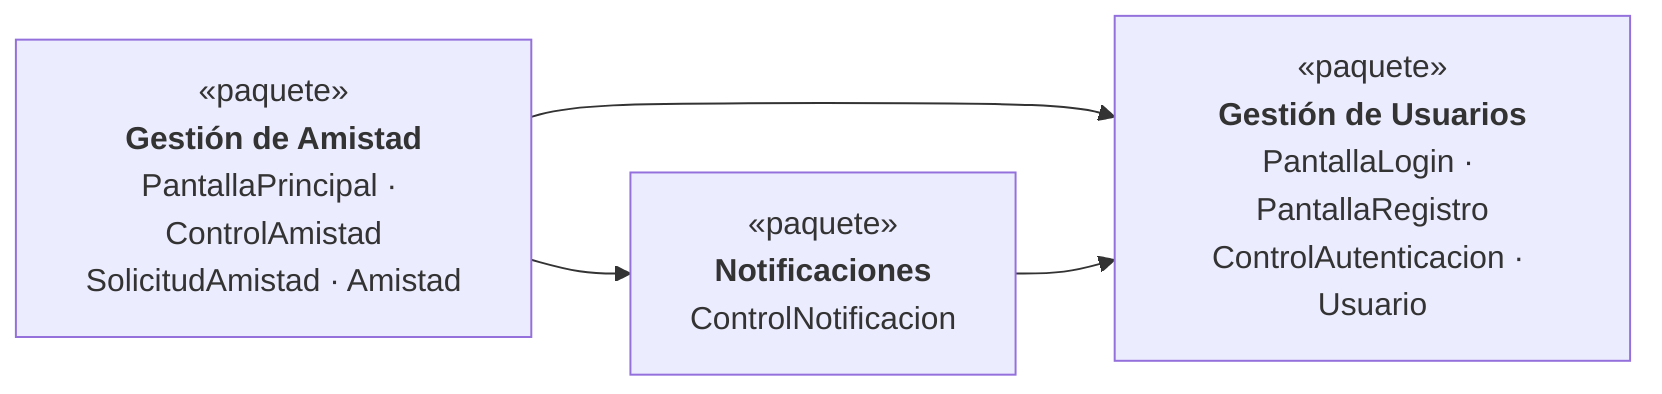 «paquete»
Gestión de Amistad
PantallaPrincipal ·
ControlAmistad
SolicitudAmistad · Amistad
«paquete»
Notificaciones
ControlNotificacion
«paquete»
Gestión de Usuarios
PantallaLogin ·
PantallaRegistro
ControlAutenticacion ·
Usuario